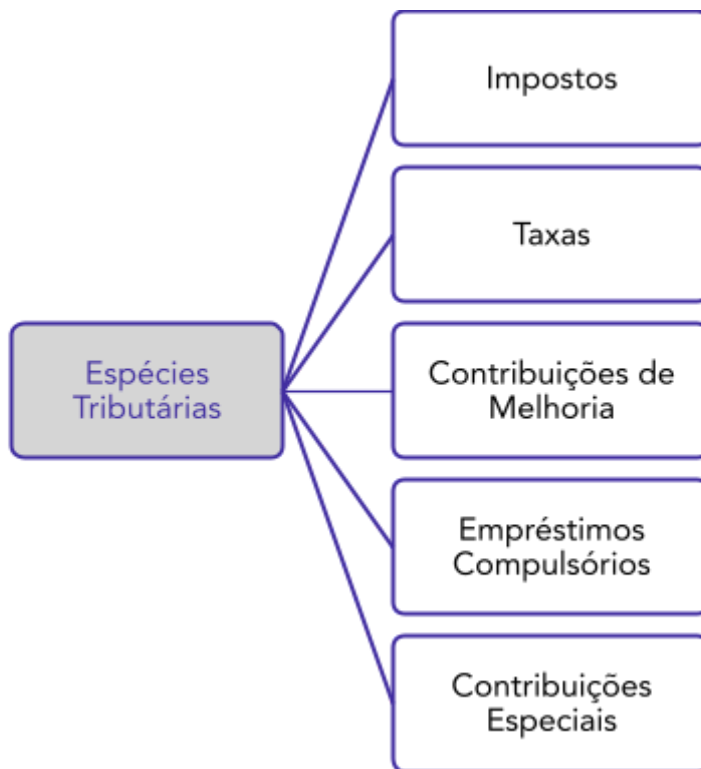 Impostos
Taxas
Espécies
Tributárias
Contribuições de
Melhoria
Empréstimos
Compulsórios
Contribuições
Especiais